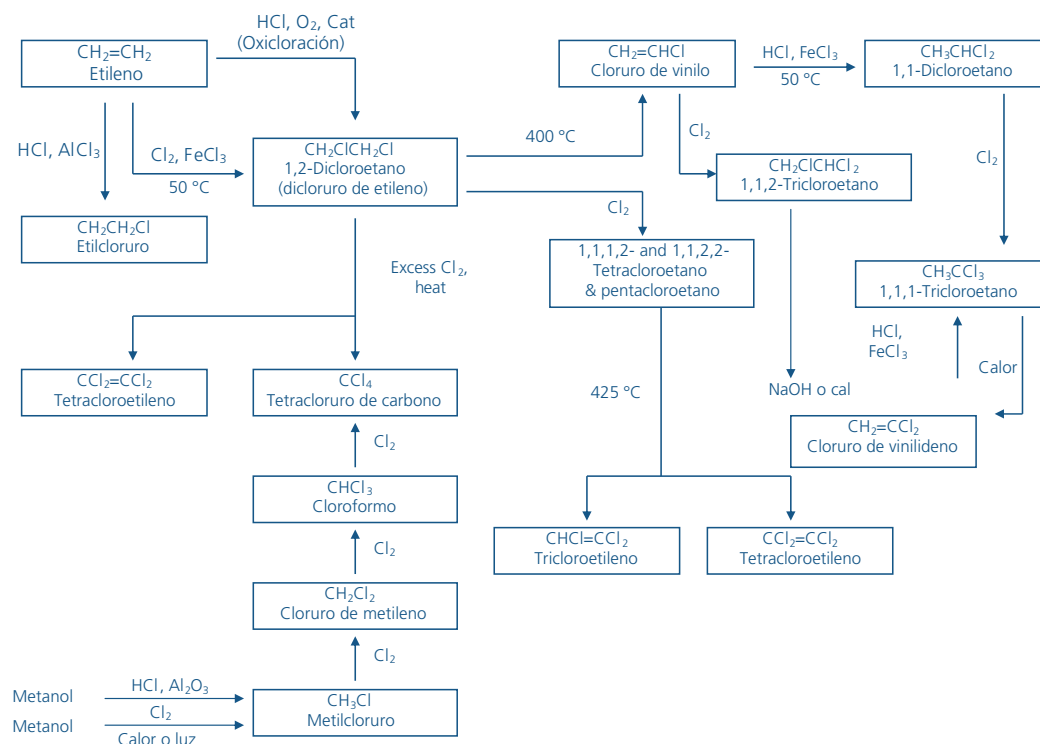 HCl, O₂, Cat
(Oxicloración)
CH₂=CH₂
Etileno
CH₂=CHCl
Cloruro de vinilo
HCl, FeCl₃
50 °C
CH₃CHCl₂
1,1-Dicloroetano
HCl, AlCl₃
Cl₂, FeCl₃
50 °C
CH₂ClCH₂Cl
1,2-Dicloroetano
(dicloruro de etileno)
400 °C
Cl₂
CH₂ClCHCl₂
1,1,2-Tricloroetano
Cl₂
CH₂CH₂Cl
Etilcloruro
Cl₂
1,1,1,2- and 1,1,2,2-
Tetracloroetano
& pentacloroetano
Excess Cl₂,
heat
CH₃CCl₃
1,1,1-Tricloroetano
HCl,
FeCl₃
Calor
CCl₂=CCl₂
Tetracloroetileno
CCl₄
Tetracloruro de carbono
425 °C
NaOH o cal
CH₂=CCl₂
Cloruro de vinilideno
Cl₂
CHCl₃
Cloroformo
CHCl=CCl₂
Tricloroetileno
CCl₂=CCl₂
Tetracloroetileno
Cl₂
CH₂Cl₂
Cloruro de metileno
Cl₂
Metanol
HCl, Al₂O₃
CH₃Cl
Metilcloruro
Metanol
Cl₂
Calor o luz